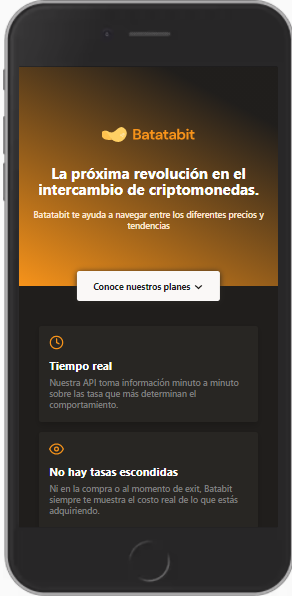 Batatabit
La próxima revolución en el
intercambio de criptomonedas.
Batatabit te ayuda a navegar entre los diferentes precios y
tendencias
Conoce nuestros planes
Tiempo real
Nuestra API toma información minuto a minuto
sobre las tasa que más determinan el
comportamiento.
No hay tasas escondidas
Ni en la compra o al momento de exit, Batabit
siempre te muestra el costo real de lo que estás
adquiriendo.